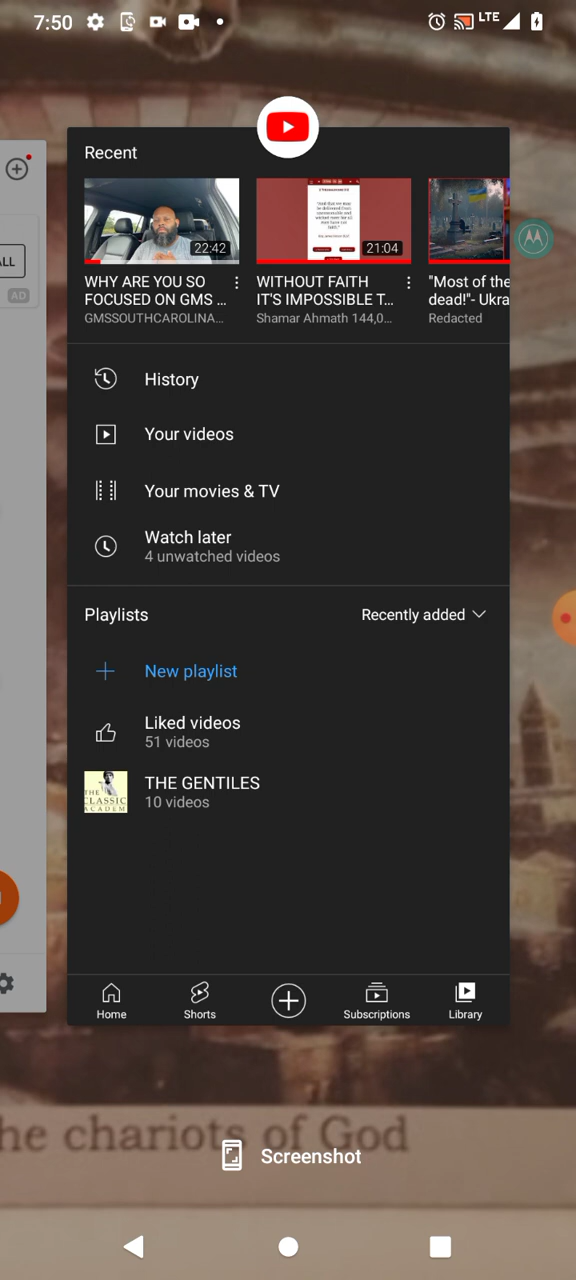 7:50
LTE
Recent
ALL
AD
22:42
21:04
WHY ARE YOU SO
FOCUSED ON GMS ...
GMSSOUTHCAROLINA...
WITHOUT FAITH
IT'S IMPOSSIBLE T...
Shamar Ahmath 144,0...
"Most of the
dead!"- Ukra
Redacted
History
Your videos
Your movies & TV
Watch later
4 unwatched videos
Playlists
Recently added
New playlist
Liked videos
51 videos
THE
CLASSIC
ACADEM
THE GENTILES
10 videos
Home
Shorts
Subscriptions
Library
he chariots of God
Screenshot